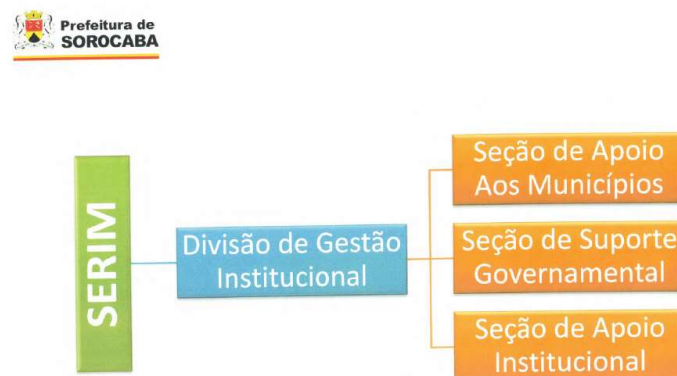 Prefeitura de
SOROCABA
SERIM
Divisão de Gestão
Institucional
Seção de Apoio
Aos Municípios
Seção de Suporte
Governamental
Seção de Apoio
Institucional